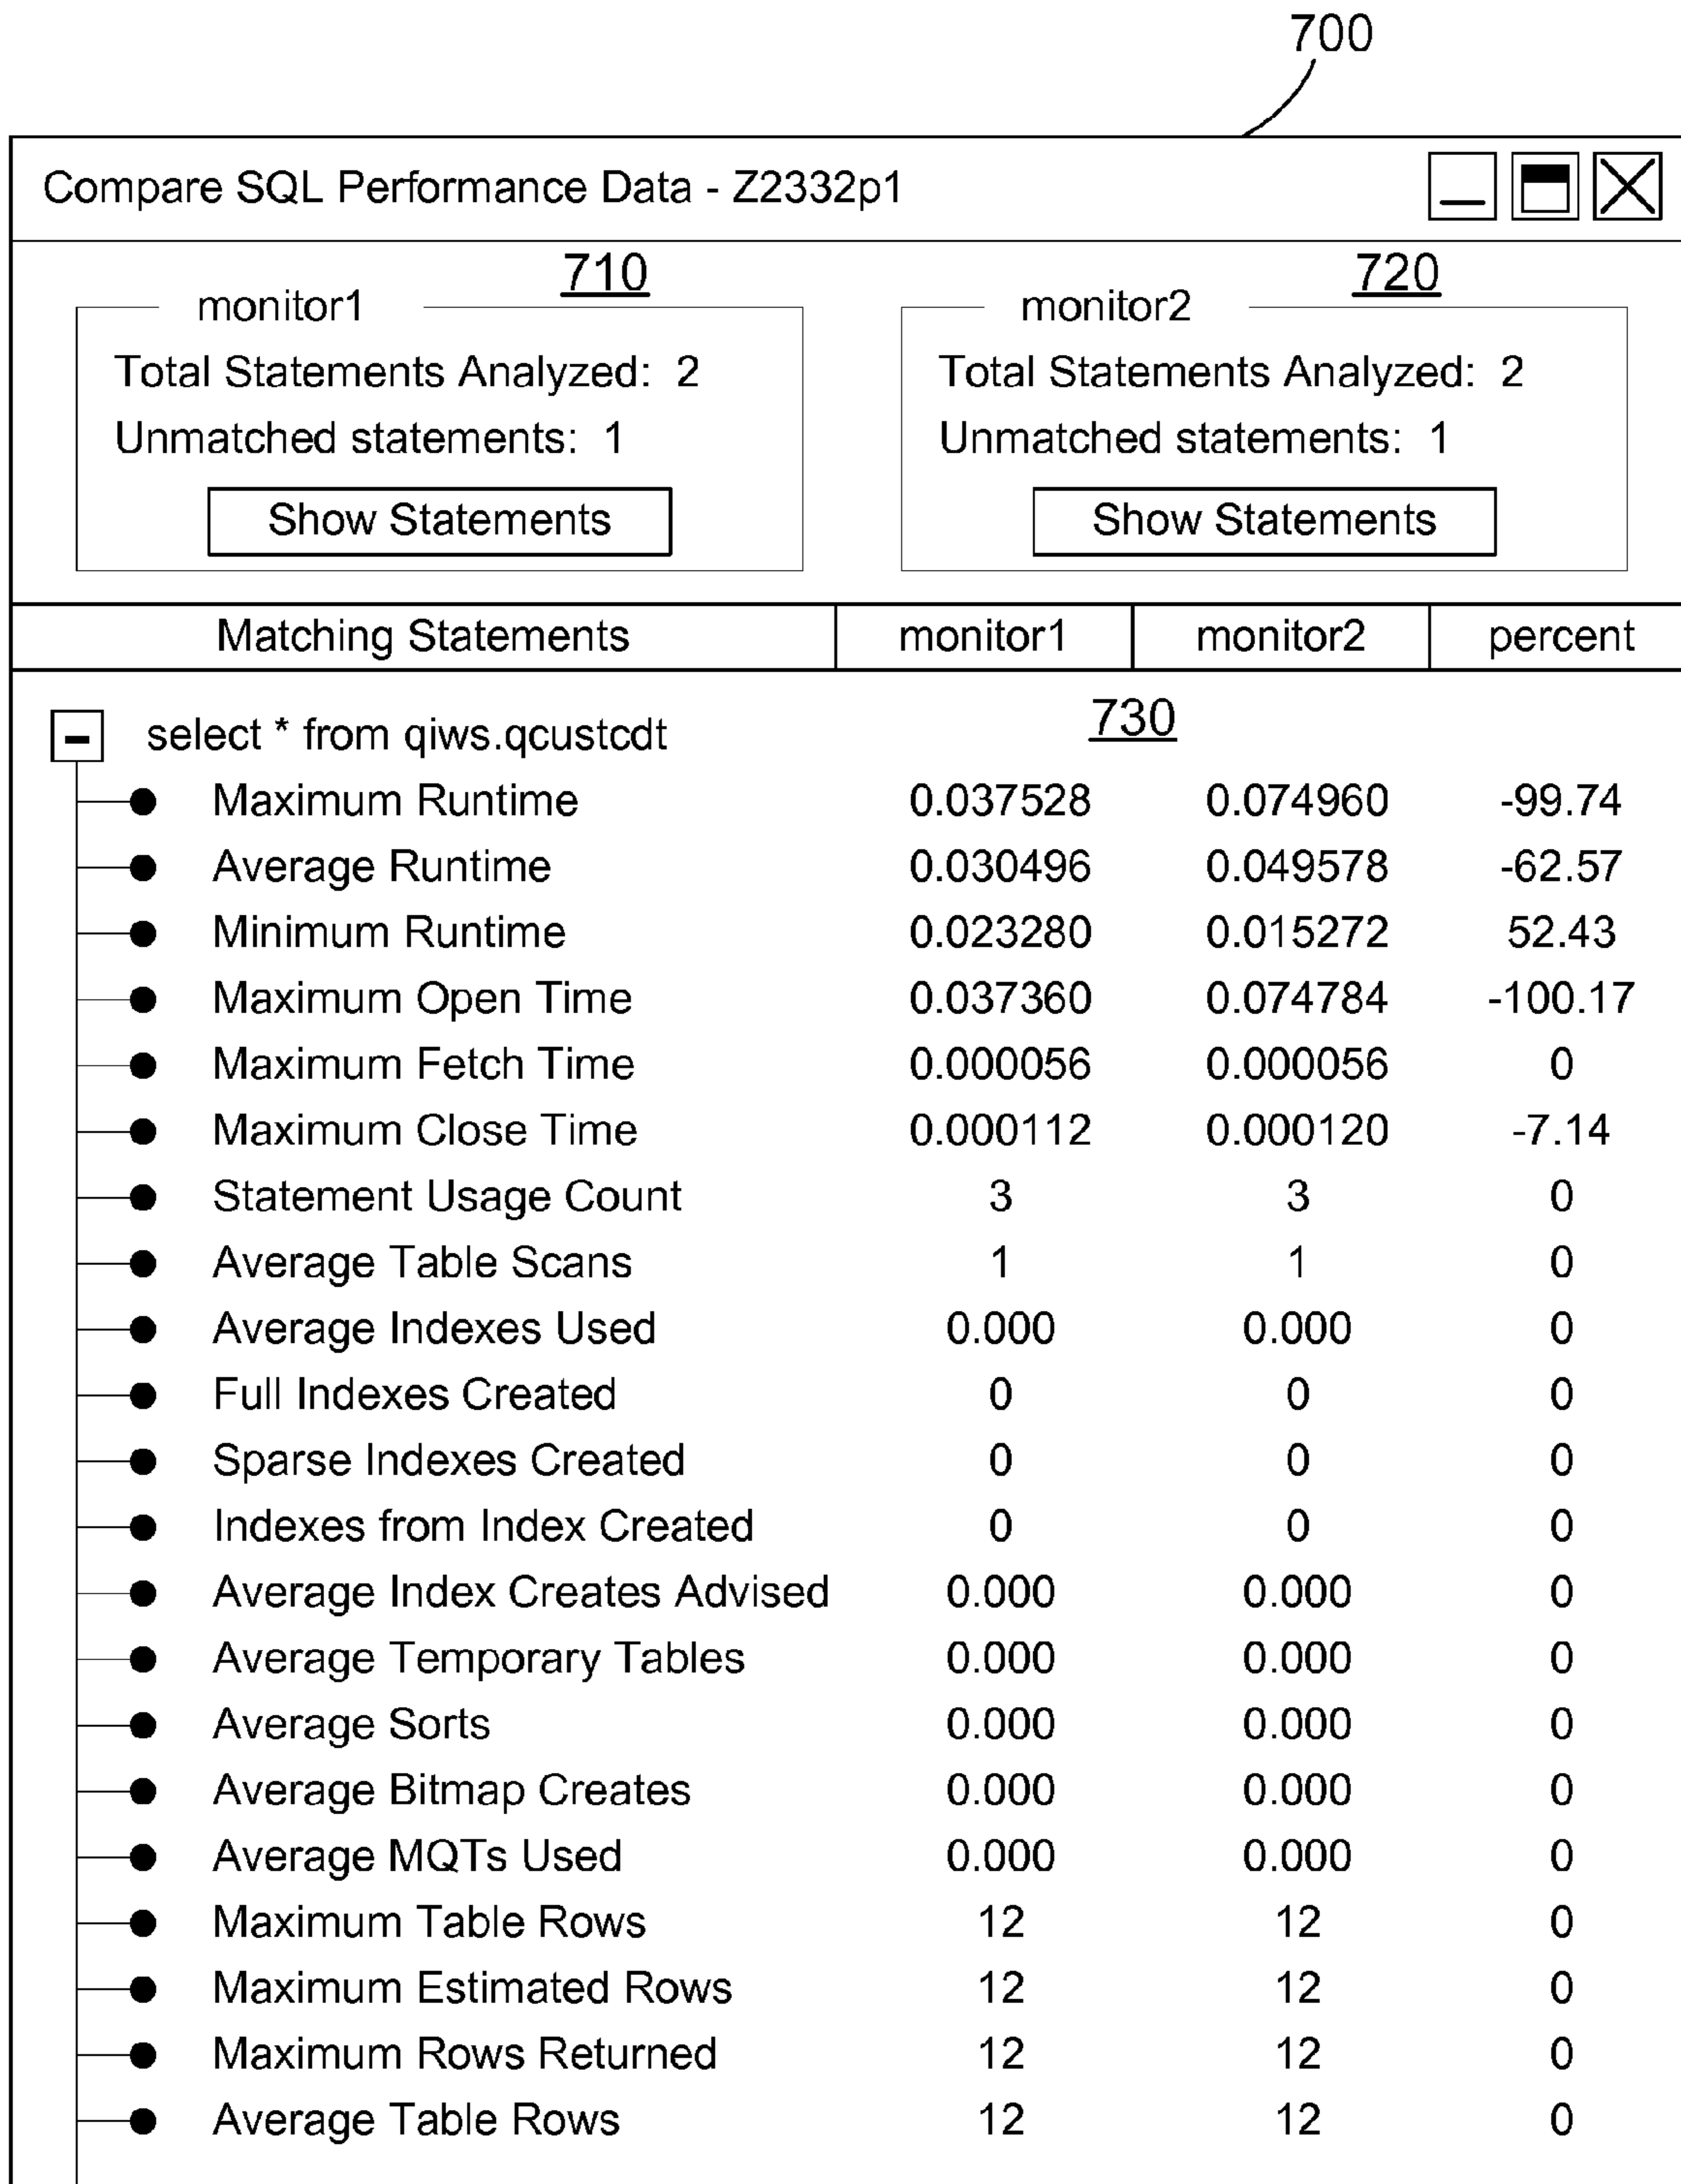 700
Compare SQL Performance Data - Z2332p1
monitor1 710 monitor2 720
Total Statements Analyzed: 2 Total Statements Analyzed: 2
Unmatched statements: 1 Unmatched statements: 1
Show Statements Show Statements
Matching Statements monitor1 monitor2 percent
select * from qiws.qcustcdt 730
Maximum Runtime 0.037528 0.074960 -99.74
Average Runtime 0.030496 0.049578 -62.57
Minimum Runtime 0.023280 0.015272 52.43
Maximum Open Time 0.037360 0.074784 -100.17
Maximum Fetch Time 0.000056 0.000056 0
Maximum Close Time 0.000112 0.000120 -7.14
Statement Usage Count 3 3 0
Average Table Scans 1 1 0
Average Indexes Used 0.000 0.000 0
Full Indexes Created 0 0 0
Sparse Indexes Created 0 0 0
Indexes from Index Created 0 0 0
Average Index Creates Advised 0.000 0.000 0
Average Temporary Tables 0.000 0.000 0
Average Sorts 0.000 0.000 0
Average Bitmap Creates 0.000 0.000 0
Average MQTs Used 0.000 0.000 0
Maximum Table Rows 12 12 0
Maximum Estimated Rows 12 12 0
Maximum Rows Returned 12 12 0
Average Table Rows 12 12 0